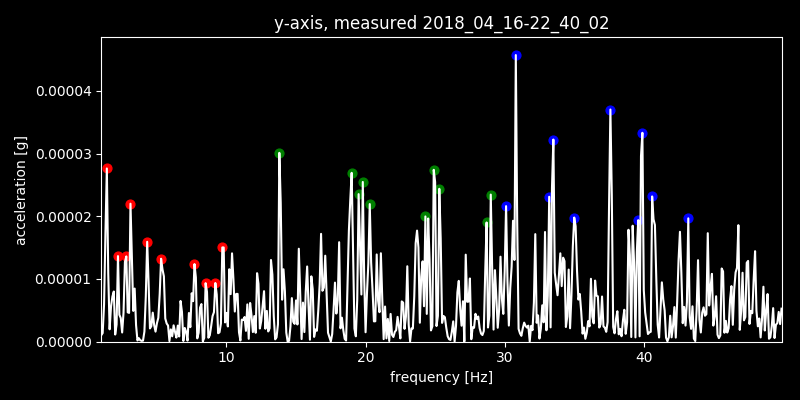 y-axis, measured 2018_04_16-22_40_02
0.00004
0.00003
0.00002
0.00001
0.00000
acceleration [g]
10 20 30 40
frequency [Hz]